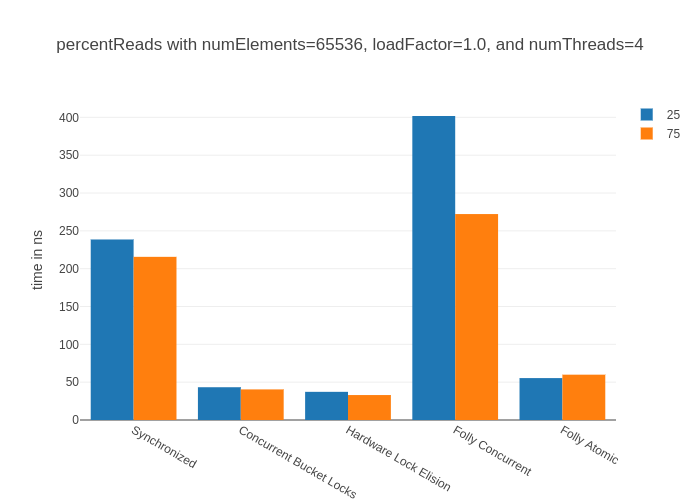 percentReads with numElements=65536, loadFactor=1.0, and numThreads=4
25
75
time in ns
400
350
300
250
200
150
100
50
0
Synchronized
Concurrent Bucket Locks
Hardware Lock Elision
Folly Concurrent
Folly Atomic